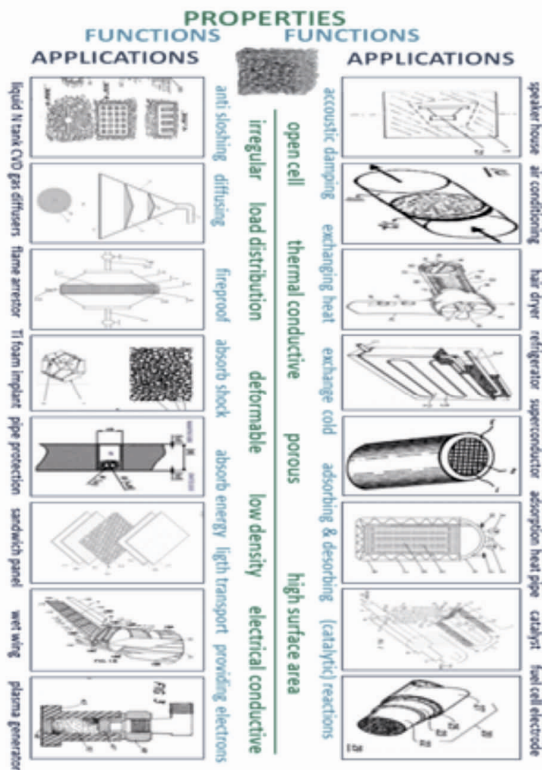 PROPERTIES
FUNCTIONS FUNCTIONS
APPLICATIONS APPLICATIONS
speaker house air conditioning hair dryer refrigerator superconductor adsorption heat pipe catalyst fuel cell electrode
accoustic damping exchanging heat exchange cold adsorbing & desorbing (catalytic) reactions
open cell thermal conductive porous high surface area
irregular load distribution deformable low density electrical conductive
anti sloshing diffusing fireproof absorb shock absorb energy ligth transport providing electrons
liquid N tank CVD gas diffusers flame arrestor TI foam implant pipe protection sandwich panel wet wing plasma generator
FIG 3